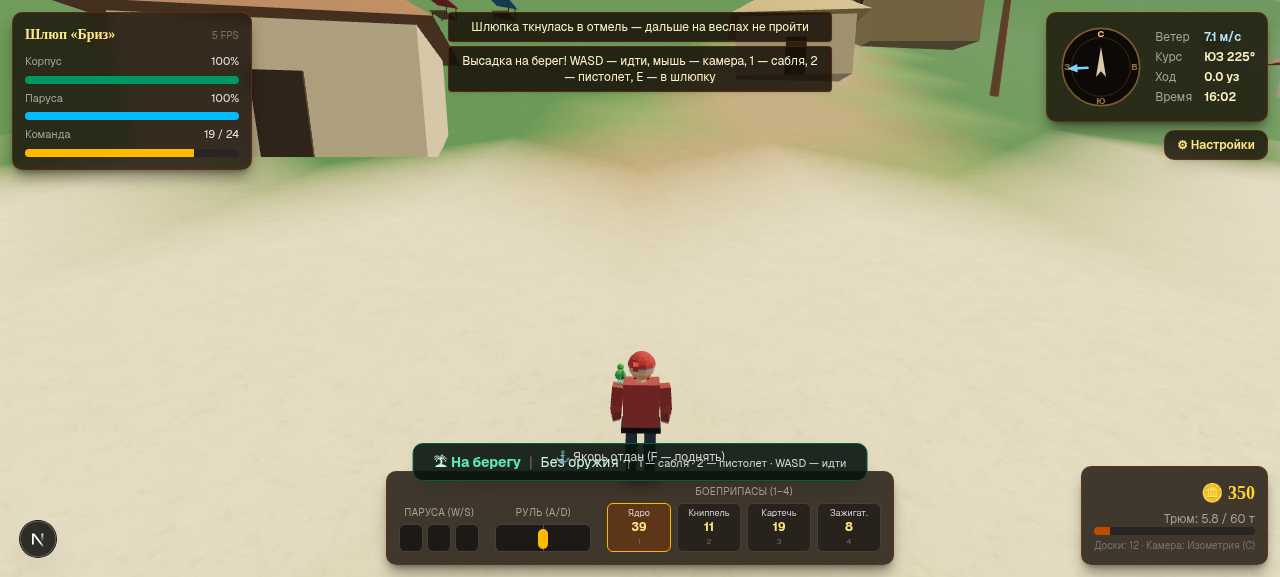 Шлюп «Бриз»
5 FPS
Корпус
100%
Паруса
100%
Команда
19 / 24
Шлюпка ткнулась в отмель — дальше на веслах не пройти
Высадка на берег! WASD — идти, мышь — камера, 1 — сабля, 2
— пистолет, E — в шлюпку
С
З
В
Ю
Ветер 7.1 м/с
Курс ЮЗ 225°
Ход 0.0 уз
Время 16:02
⚙ Настройки
⚓ Якорь отдан (F — поднять)
🏝 На берегу | Без оружия | 1 — сабля · 2 — пистолет · WASD — идти
ПАРУСА (W/S)
РУЛЬ (A/D)
БОЕПРИПАСЫ (1–4)
Ядро
39
1
Книппель
11
2
Картечь
19
3
Зажигат.
8
4
350
Трюм: 5.8 / 60 т
Доски: 12 · Камера: Изометрия (C)
N